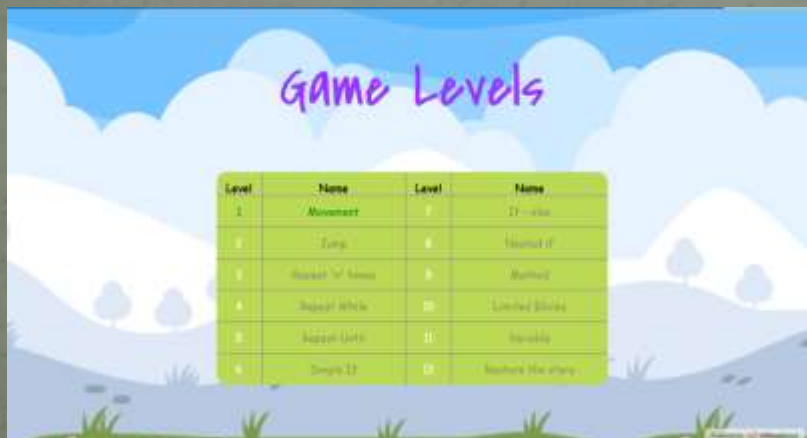 Game Levels
Level Name Level Name
1 Movement 7 If - else
2 Jump 8 Nested if
3 Repeat 'n' times 9 Method
4 Repeat While 10 Limited Blocks
5 Repeat Until 11 Variable
6 Simple If 12 the stars